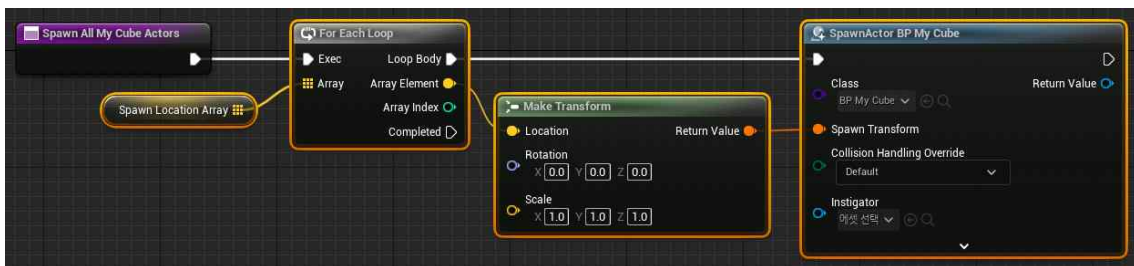 Spawn All My Cube Actors
Spawn Location Array
For Each Loop
Exec Loop Body
Array Array Element
Array Index
Completed
Make Transform
Location Return Value
Rotation
X 0.0 Y 0.0 Z 0.0
Scale
X 1.0 Y 1.0 Z 1.0
SpawnActor BP My Cube
Class Return Value
BP My Cube
Spawn Transform
Collision Handling Override
Default
Instigator
에셋 선택